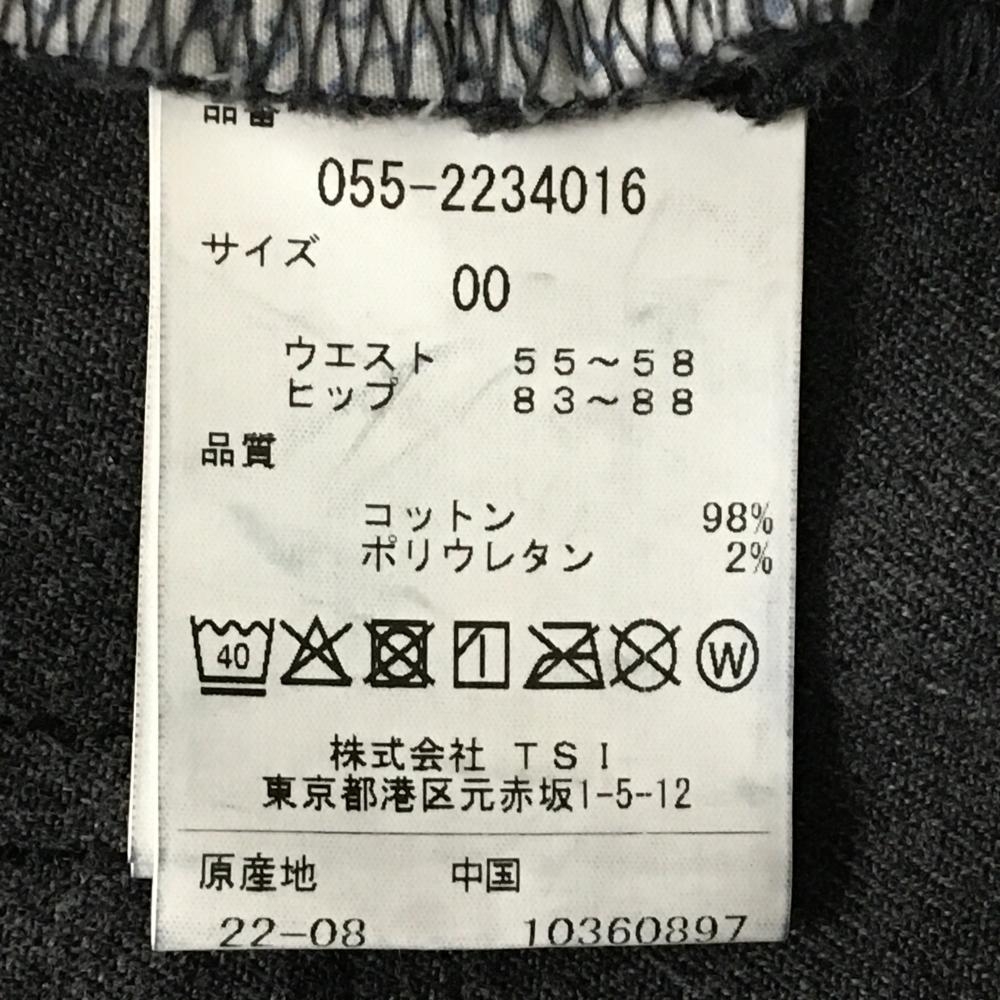 品番
055-2234016
サイズ
00
ウエスト 55～58
ヒップ 83～88
品質
コットン 98%
ポリウレタン 2%
40 W
株式会社 TSI
東京都港区元赤坂1-5-12
原産地 中国
22-08 10360897